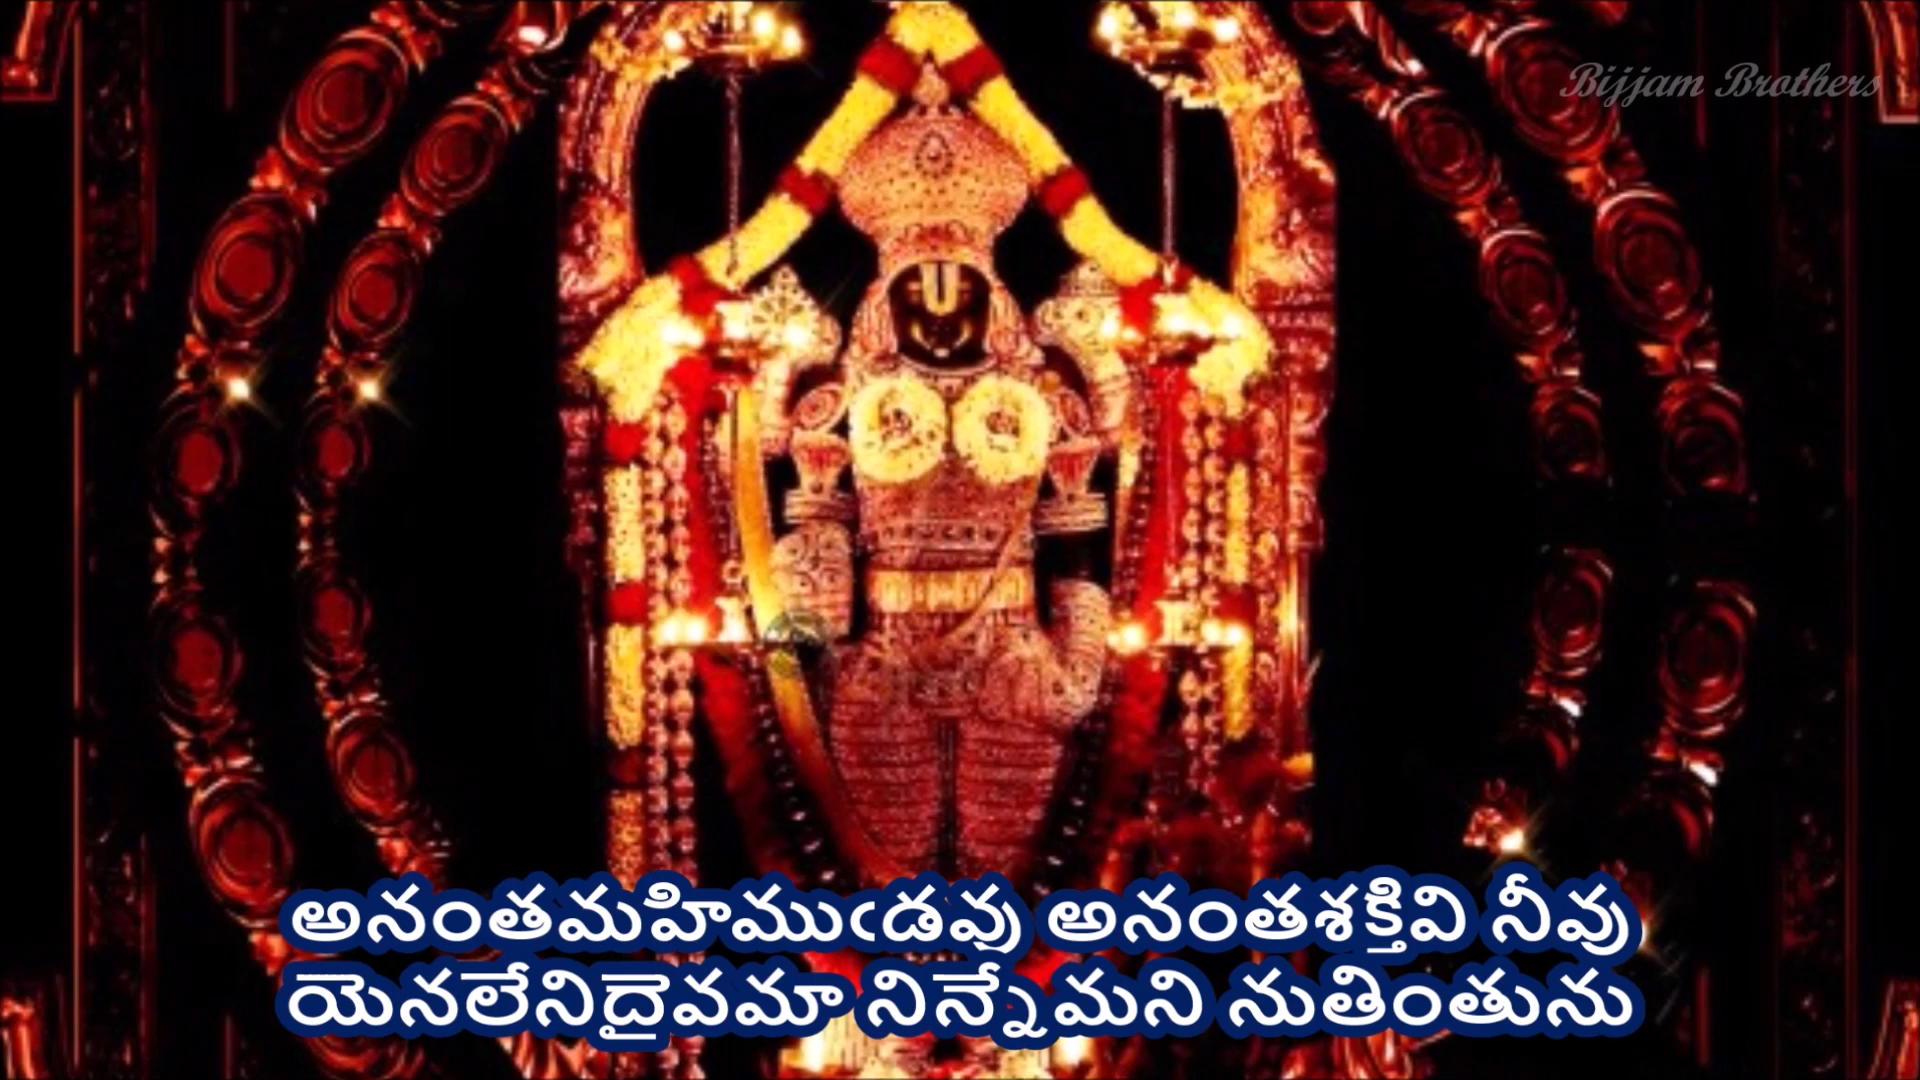 Bijjam Brothers
అనంతమహిముఁడవు అనంతశక్తివి నీవు
యెనలేనిదైవమా నిన్నేమని నుతింతును